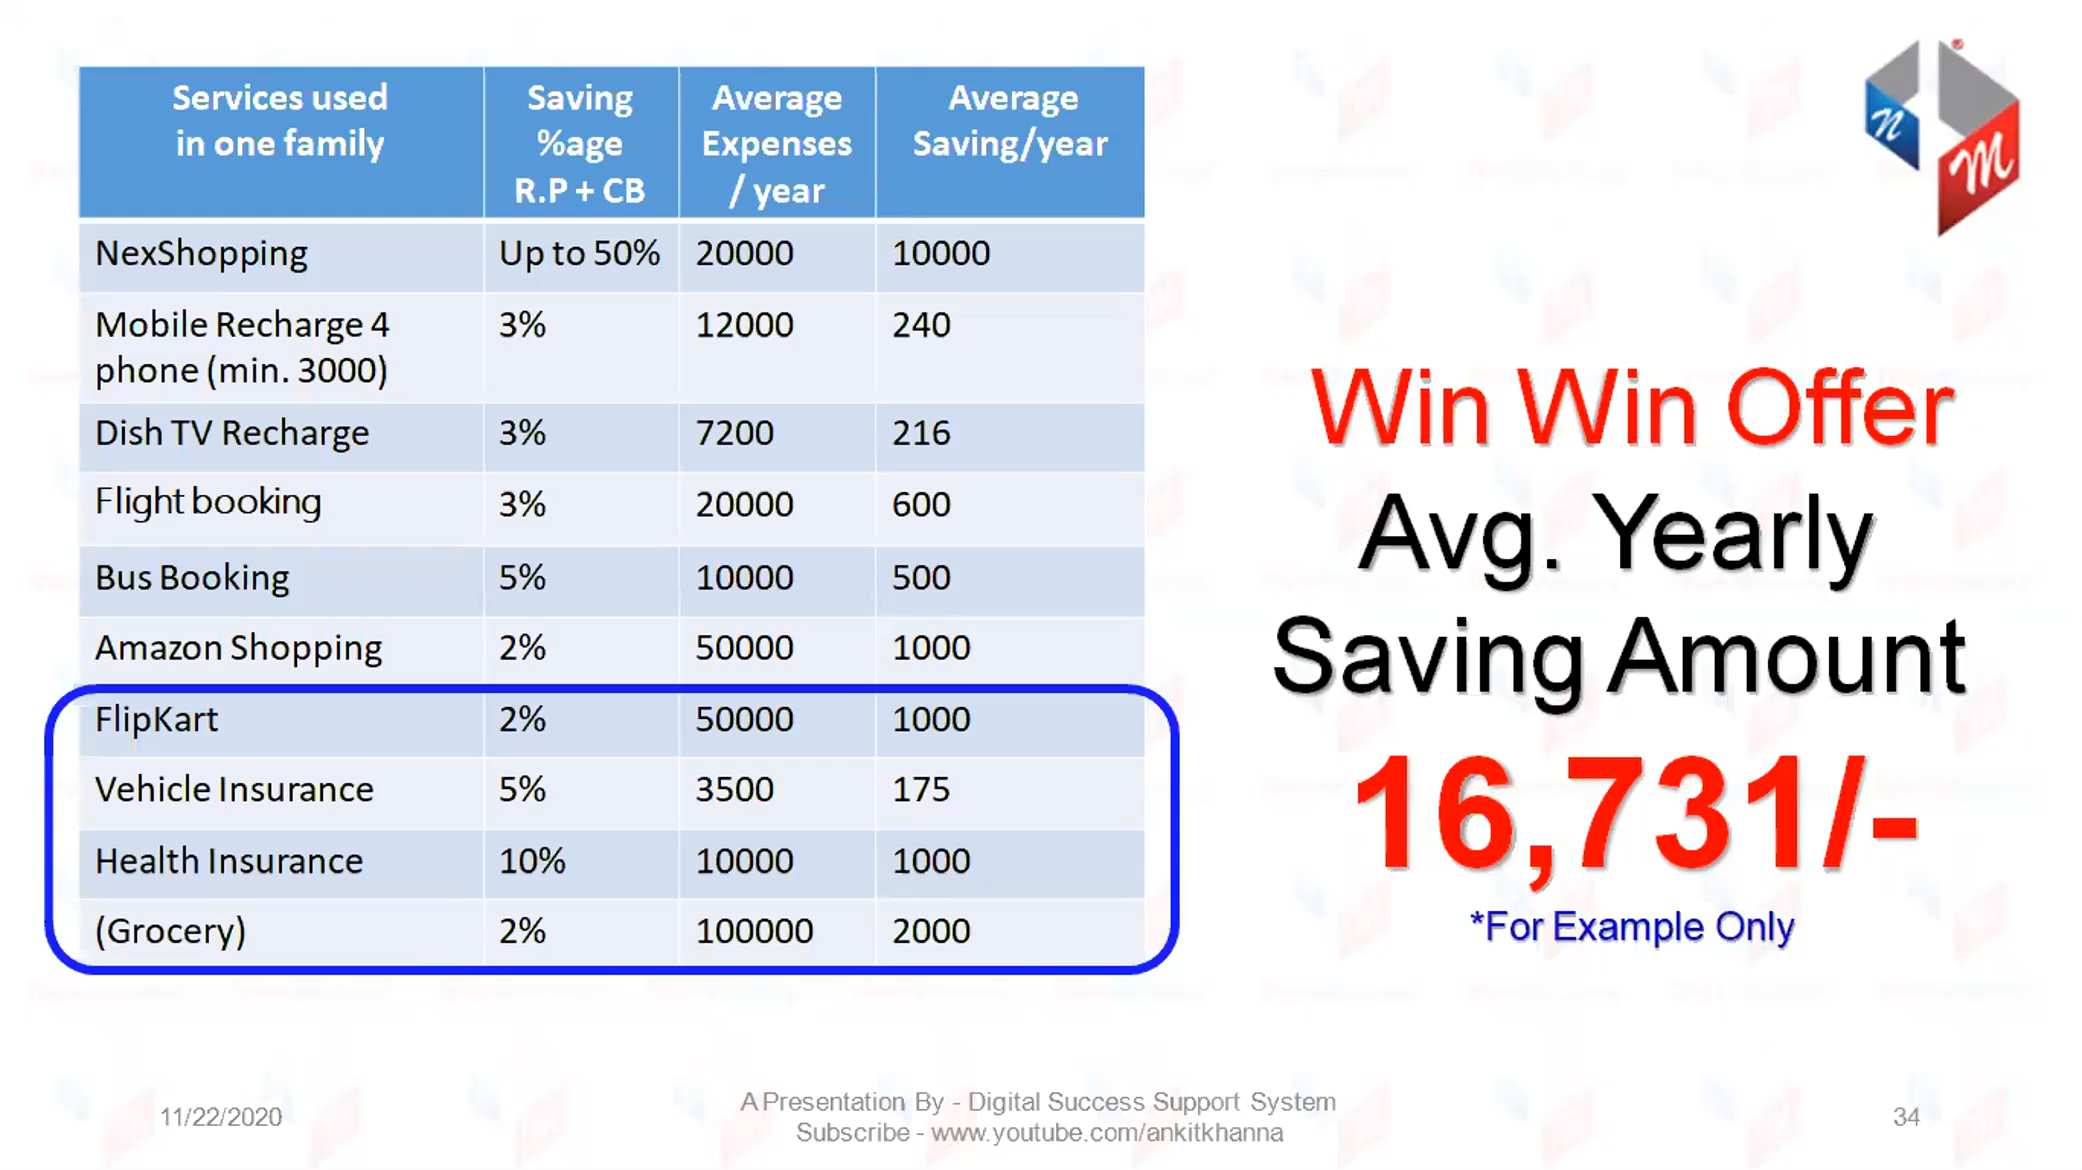 Services used
in one family
Saving
%age
R.P + CB
Average
Expenses
/ year
Average
Saving/year
NexShopping
Up to 50%
20000
10000
Mobile Recharge 4
phone (min. 3000)
3%
12000
240
Dish TV Recharge
3%
7200
216
Flight booking
3%
20000
600
Bus Booking
5%
10000
500
Amazon Shopping
2%
50000
1000
FlipKart
2%
50000
1000
Vehicle Insurance
5%
3500
175
Health Insurance
10%
10000
1000
(Grocery)
2%
100000
2000
n
M
®
Win Win Offer
Avg. Yearly
Saving Amount
16,731/-
*For Example Only
11/22/2020
A Presentation By - Digital Success Support System
Subscribe - www.youtube.com/ankitkhanna
34